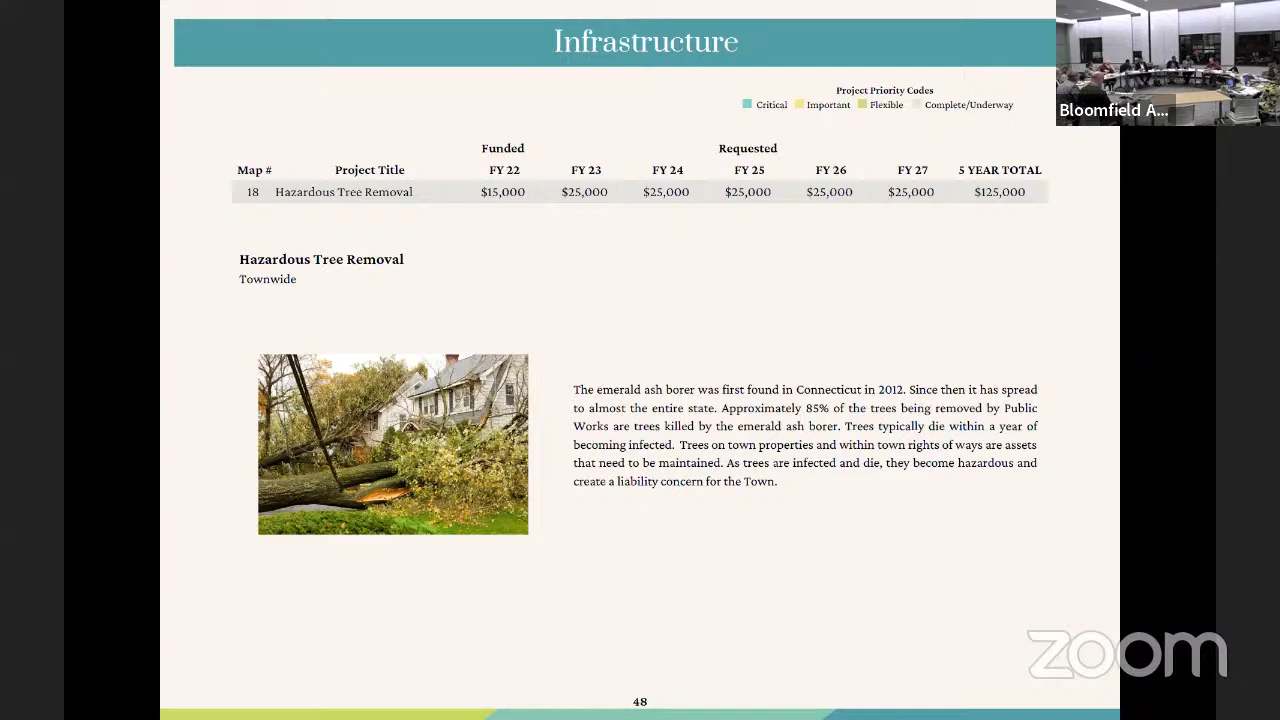 Infrastructure
Bloomfield A...
Project Priority Codes
Critical Important Flexible Complete/Underway
Funded Requested
Map # Project Title FY 22 FY 23 FY 24 FY 25 FY 26 FY 27 5 YEAR TOTAL
18 Hazardous Tree Removal $15,000 $25,000 $25,000 $25,000 $25,000 $25,000 $125,000
Hazardous Tree Removal
Townwide
The emerald ash borer was first found in Connecticut in 2012. Since then it has spread
to almost the entire state. Approximately 85% of the trees being removed by Public
Works are trees killed by the emerald ash borer. Trees typically die within a year of
becoming infected. Trees on town properties and within town rights of ways are assets
that need to be maintained. As trees are infected and die, they become hazardous and
create a liability concern for the Town.
zoom
48